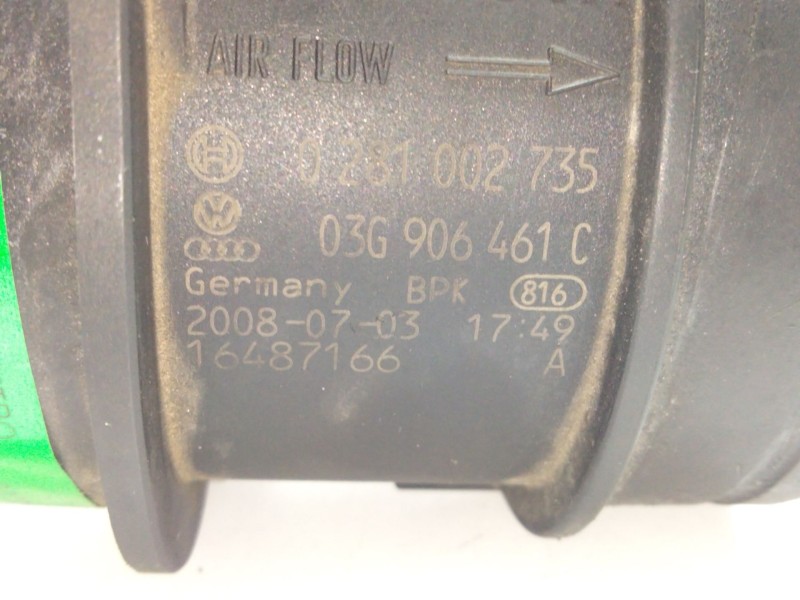 AIR FLOW
0 281 002 735
03G 906 461 C
Germany BPK 816
2008-07-03 17:49
16487166 A